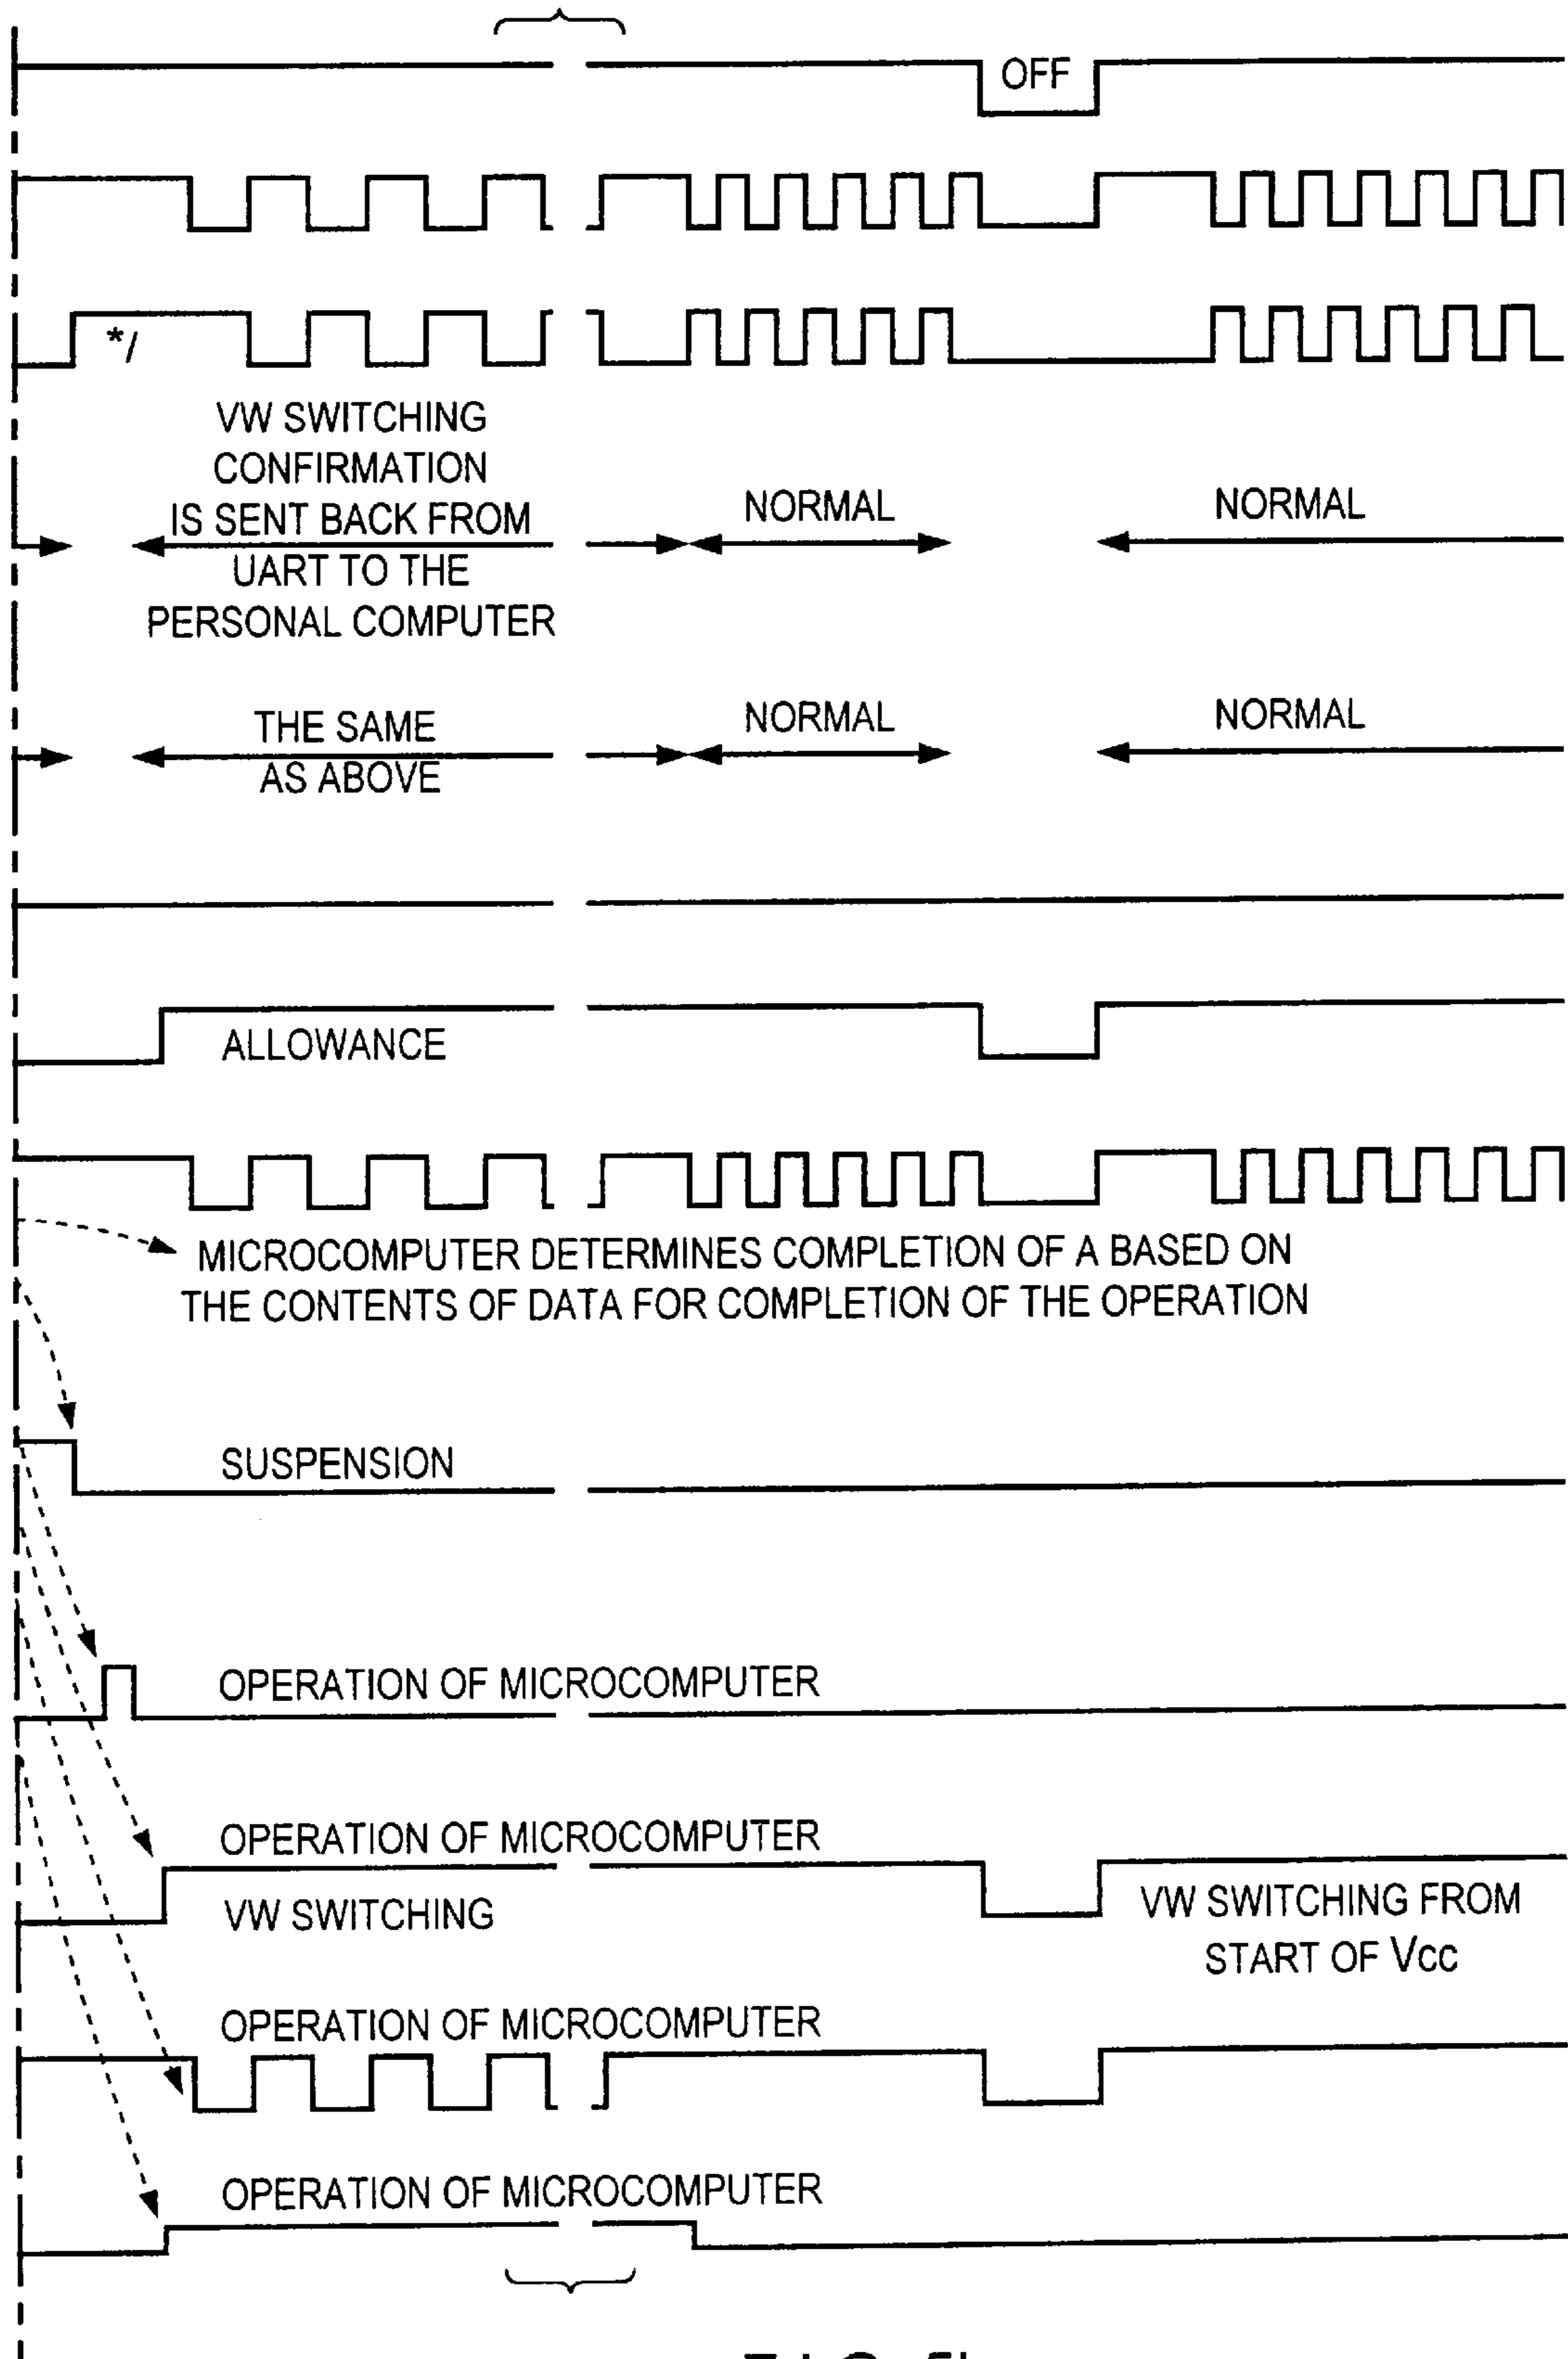 OFF
*/
VW SWITCHING
CONFIRMATION
IS SENT BACK FROM
UART TO THE
PERSONAL COMPUTER
NORMAL
NORMAL
THE SAME
AS ABOVE
NORMAL
NORMAL
ALLOWANCE
MICROCOMPUTER DETERMINES COMPLETION OF A BASED ON
THE CONTENTS OF DATA FOR COMPLETION OF THE OPERATION
SUSPENSION
OPERATION OF MICROCOMPUTER
OPERATION OF MICROCOMPUTER
VW SWITCHING
VW SWITCHING FROM
START OF Vcc
OPERATION OF MICROCOMPUTER
OPERATION OF MICROCOMPUTER